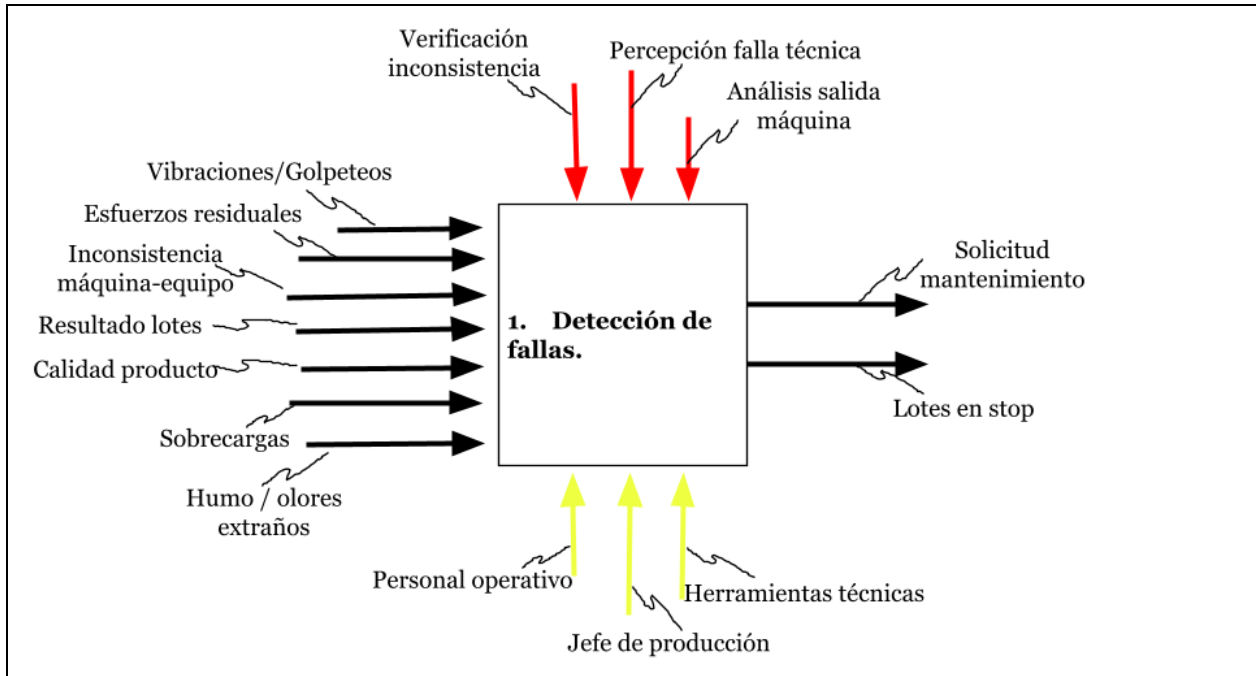 Verificación
inconsistencia
Percepción falla técnica
Análisis salida
máquina
Vibraciones/Golpeteos
Esfuerzos residuales
Inconsistencia
máquina-equipo
Resultado lotes
Calidad producto
Sobrecargas
Humo / olores
extraños
1. Detección de
fallas.
Solicitud
mantenimiento
Lotes en stop
Personal operativo
Jefe de producción
Herramientas técnicas